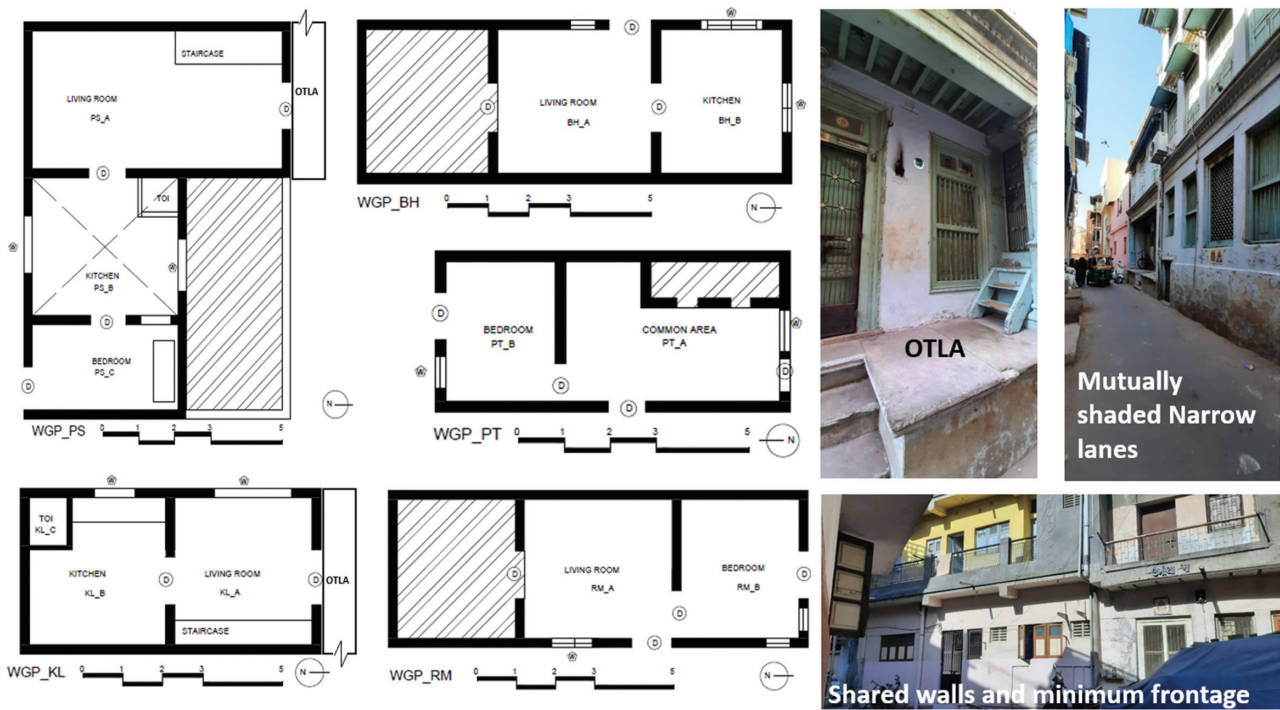 STAIRCASE
OTLA
LIVING ROOM
PS_A
D
D
TOI
W
W
KITCHEN
PS_B
D
BEDROOM
PS_C
D
N
WGP_PS 0 1 2 3 5
D
W
LIVING ROOM
BH_A
KITCHEN
BH_B
D
D
W
WGP_BH 0 1 2 3 5
N
D
BEDROOM
PT_B
COMMON AREA
PT_A
W
W
D
D
D
WGP_PT 0 1 2 3 5
N
W
W
TOI
KL_C
KITCHEN
KL_B
LIVING ROOM
KL_A
D
D
OTLA
STAIRCASE
WGP_KL 0 1 2 3 5
N
LIVING ROOM
RM_A
BEDROOM
RM_B
D
D
D
D
W
WGP_RM 0 1 2 3 5
N
OTLA
Mutually
shaded Narrow
lanes
Shared walls and minimum frontage